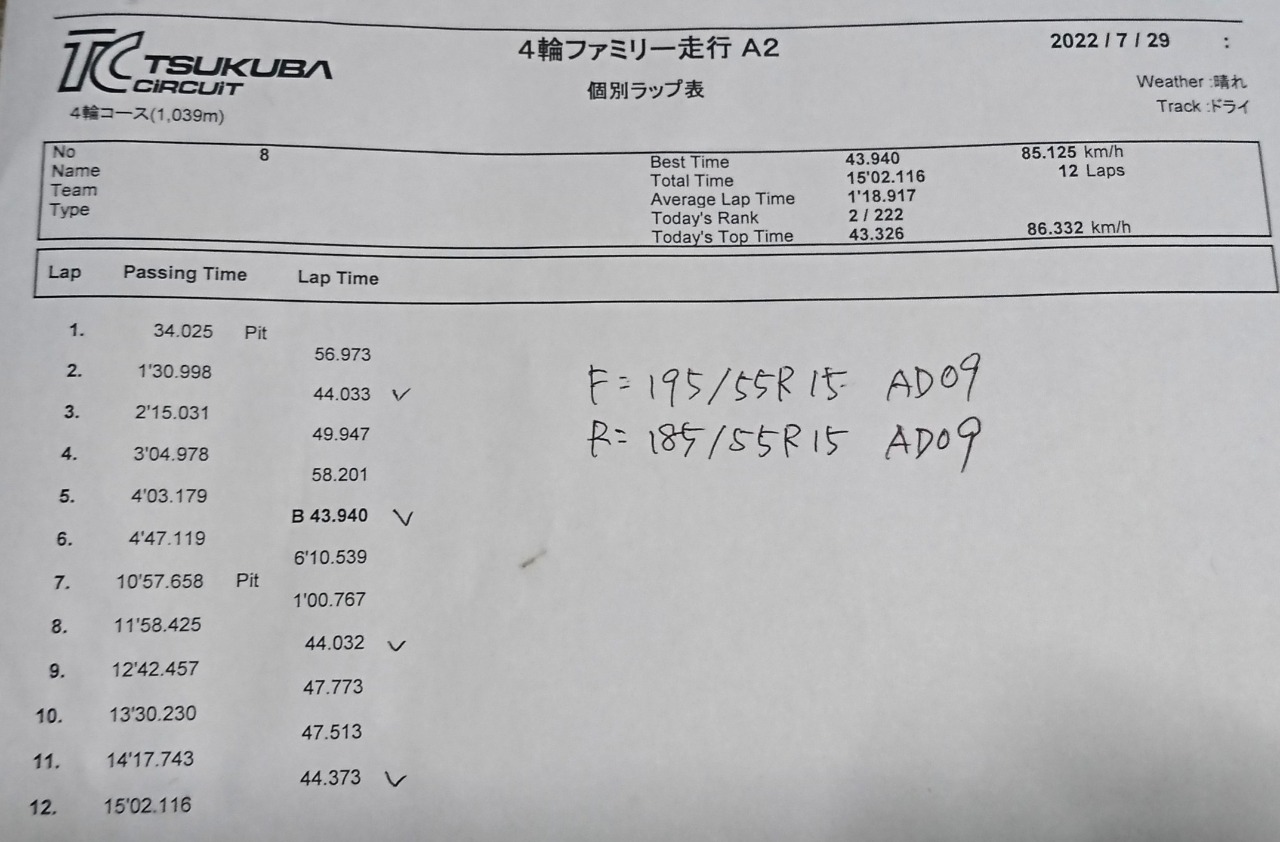 TC TSUKUBA CiRCUiT
4輪ファミリー走行 A2
2022 / 7 / 29 :
個別ラップ表
Weather :晴れ
4輪コース(1,039m)
Track :ドライ
No 8
Name
Team
Type
Best Time 43.940 85.125 km/h
Total Time 15'02.116 12 Laps
Average Lap Time 1'18.917
Today's Rank 2 / 222
Today's Top Time 43.326 86.332 km/h
Lap Passing Time Lap Time
1. 34.025 Pit
56.973
2. 1'30.998
44.033 ✓
3. 2'15.031
49.947
4. 3'04.978
58.201
5. 4'03.179
B 43.940 ✓
6. 4'47.119
6'10.539
7. 10'57.658 Pit
1'00.767
8. 11'58.425
44.032 ✓
9. 12'42.457
47.773
10. 13'30.230
47.513
11. 14'17.743
44.373 ✓
12. 15'02.116
F= 195/55R 15 AD09
R= 185/55R 15 AD09